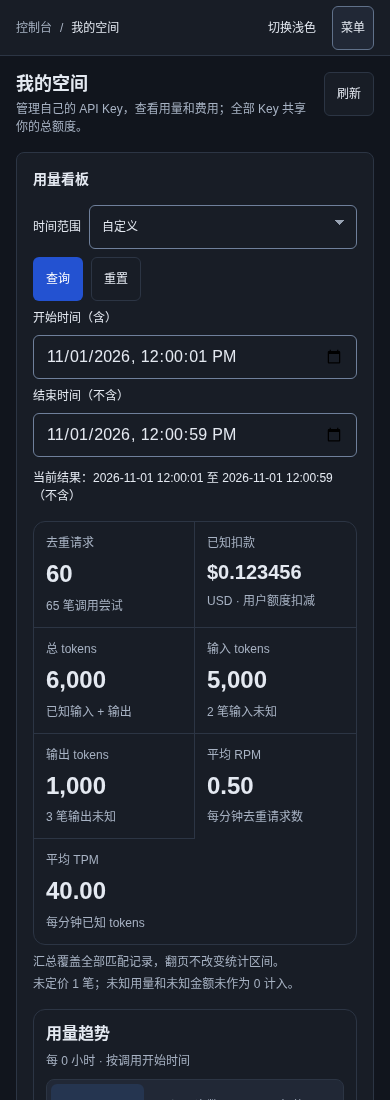 控制台 / 我的空间
切换浅色
菜单
我的空间
管理自己的 API Key，查看用量和费用；全部 Key 共享
你的总额度。
刷新
用量看板
时间范围
自定义
查询
重置
开始时间（含）
11/01/2026, 12:00:01 PM
结束时间（不含）
11/01/2026, 12:00:59 PM
当前结果：2026-11-01 12:00:01 至 2026-11-01 12:00:59
（不含）
去重请求
60
65 笔调用尝试
已知扣款
$0.123456
USD · 用户额度扣减
总 tokens
6,000
已知输入 + 输出
输入 tokens
5,000
2 笔输入未知
输出 tokens
1,000
3 笔输出未知
平均 RPM
0.50
每分钟去重请求数
平均 TPM
40.00
每分钟已知 tokens
汇总覆盖全部匹配记录，翻页不改变统计区间。
未定价 1 笔；未知用量和未知金额未作为 0 计入。
用量趋势
每 0 小时 · 按调用开始时间